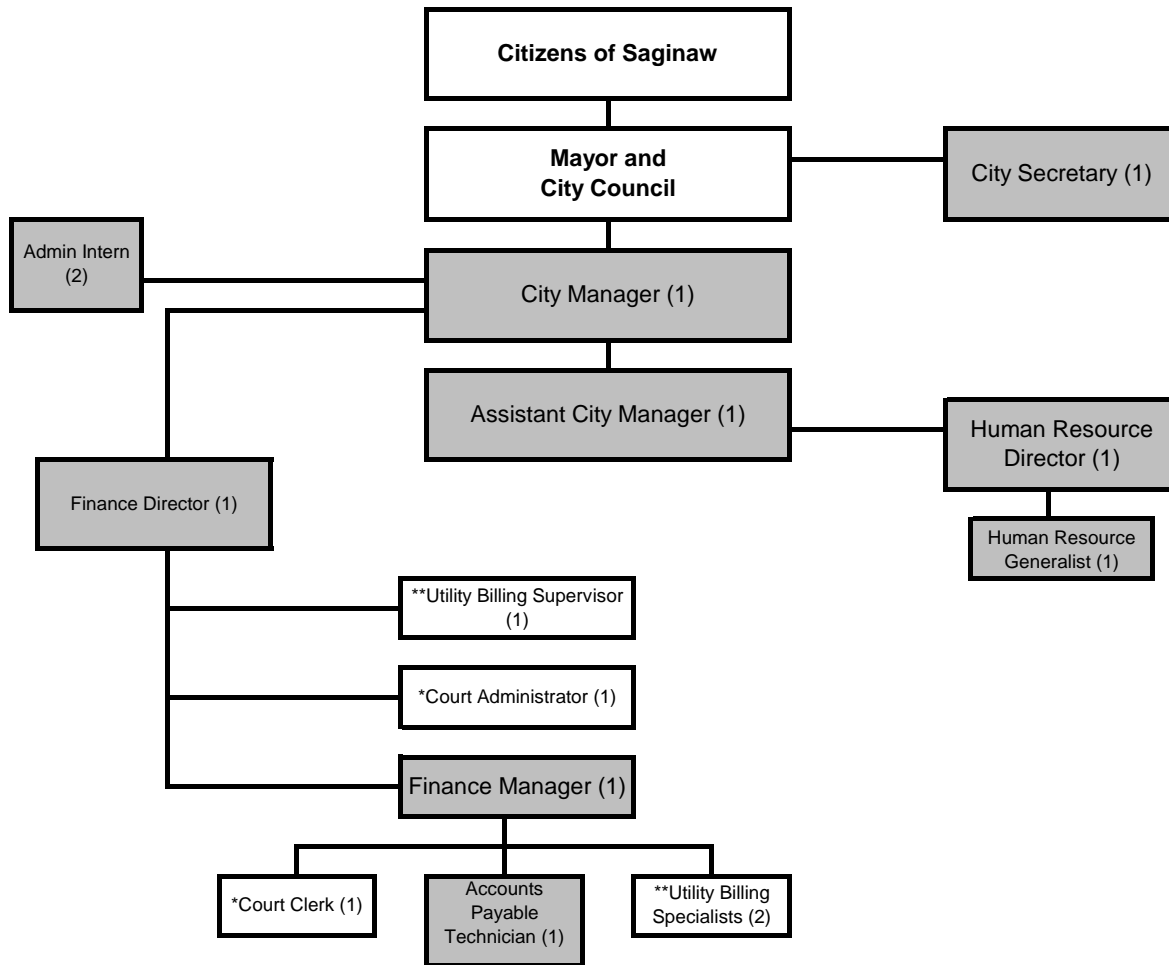 Citizens of Saginaw
Mayor and
City Council
City Secretary (1)
Admin Intern
(2)
City Manager (1)
Assistant City Manager (1)
Human Resource
Director (1)
Finance Director (1)
Human Resource
Generalist (1)
**Utility Billing Supervisor
(1)
*Court Administrator (1)
Finance Manager (1)
*Court Clerk (1)
Accounts
Payable
Technician (1)
**Utility Billing
Specialists (2)